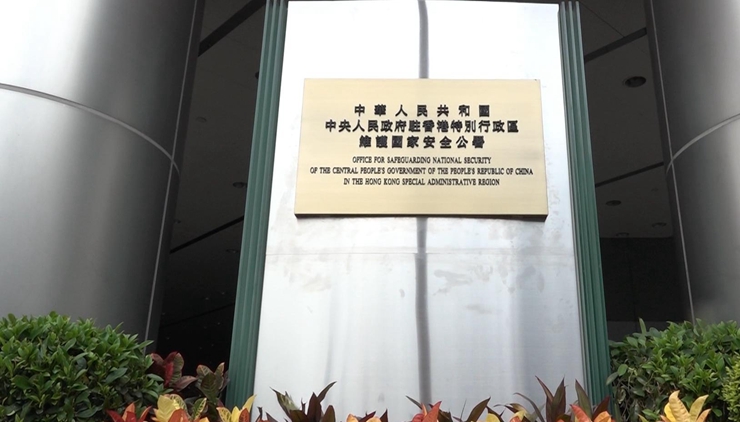 中華人民共和國
中央人民政府駐香港特別行政區
維護國家安全公署
OFFICE FOR SAFEGUARDING NATIONAL SECURITY
OF THE CENTRAL PEOPLE'S GOVERNMENT OF THE PEOPLE'S REPUBLIC OF CHINA
IN THE HONG KONG SPECIAL ADMINISTRATIVE REGION